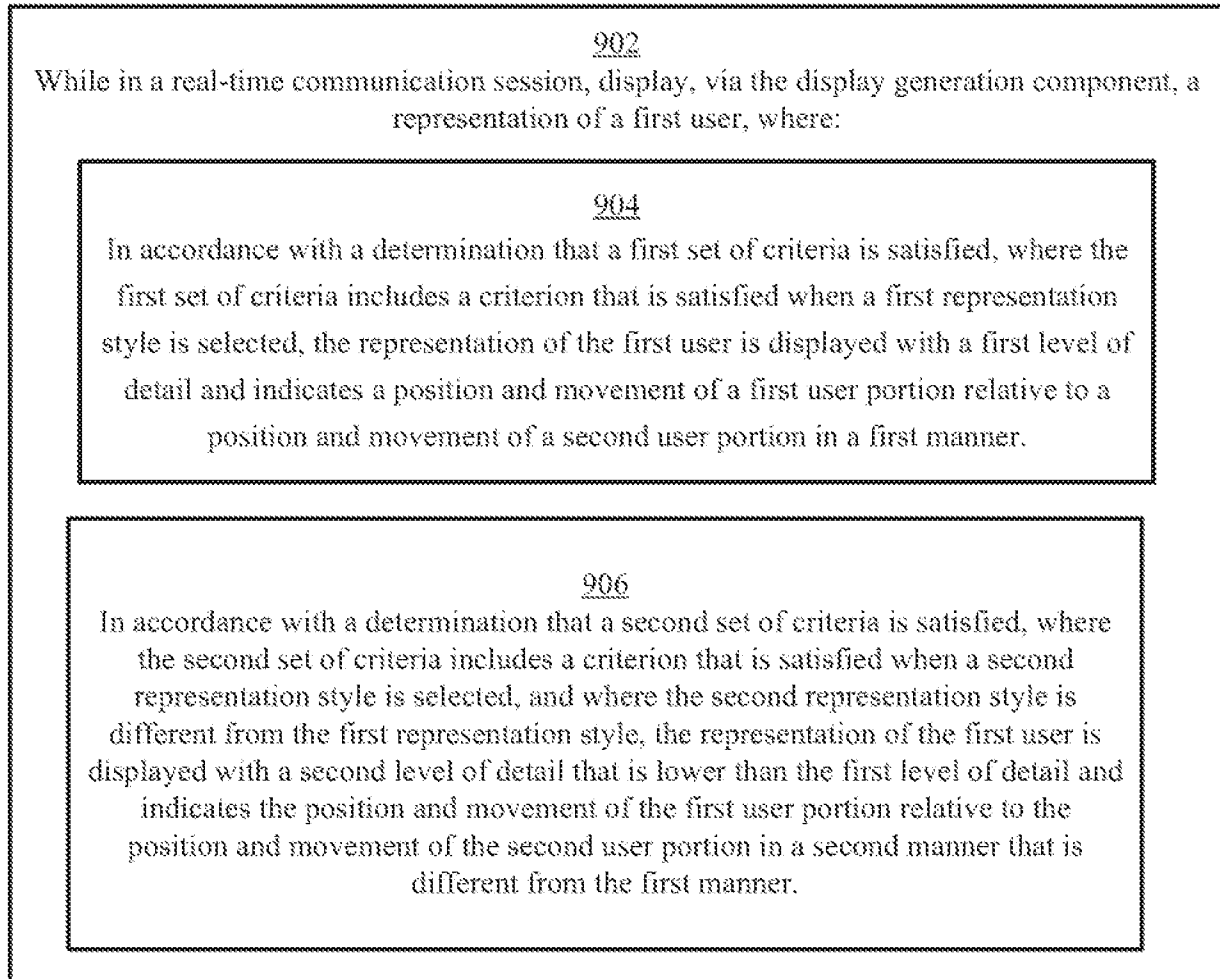 902
While in a real-time communication session, display, via the display generation component, a
representation of a first user, where:
904
In accordance with a determination that a first set of criteria is satisfied, where the
first set of criteria includes a criterion that is satisfied when a first representation
style is selected, the representation of the first user is displayed with a first level of
detail and indicates a position and movement of a first user portion relative to a
position and movement of a second user portion in a first manner.
906
In accordance with a determination that a second set of criteria is satisfied, where
the second set of criteria includes a criterion that is satisfied when a second
representation style is selected, and where the second representation style is
different from the first representation style, the representation of the first user is
displayed with a second level of detail that is lower than the first level of detail and
indicates the position and movement of the first user portion relative to the
position and movement of the second user portion in a second manner that is
different from the first manner.